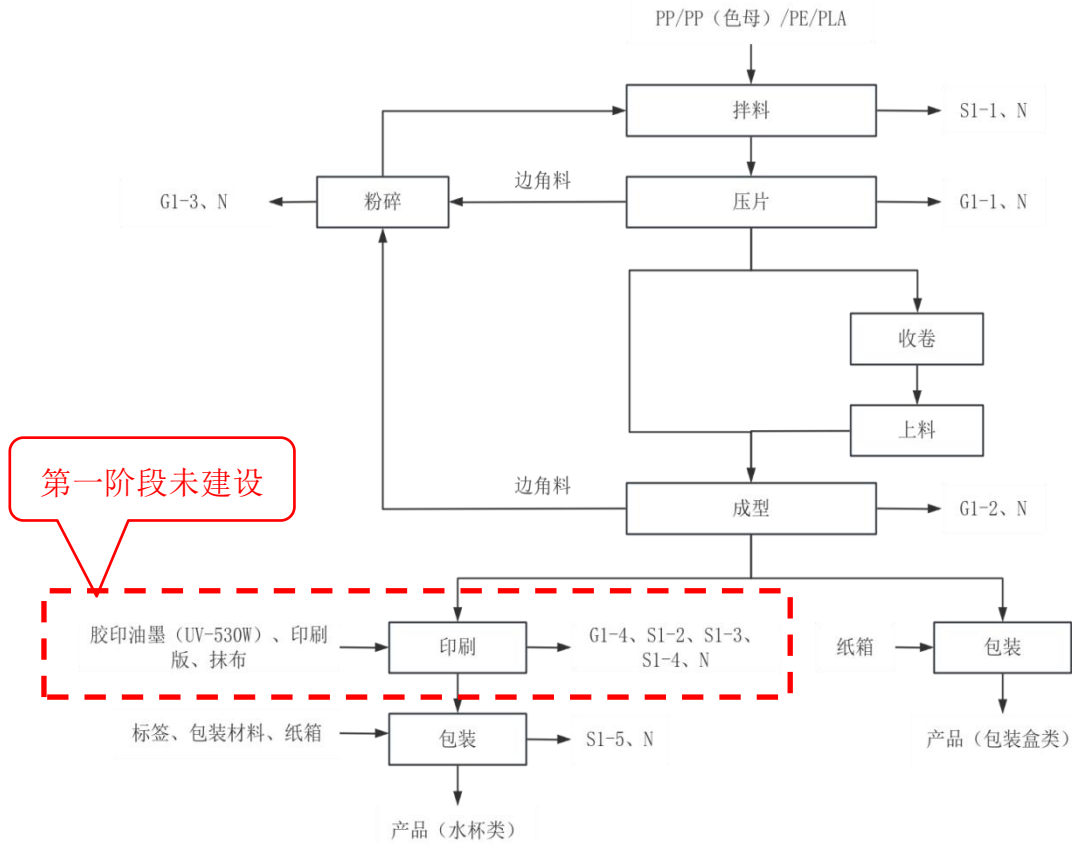 PP/PP（色母）/PE/PLA
拌料
S1-1、N
边角料
G1-3、N
粉碎
压片
G1-1、N
收卷
上料
第一阶段未建设
边角料
成型
G1-2、N
胶印油墨（UV-530W）、印刷
版、抹布
印刷
G1-4、S1-2、S1-3、
S1-4、N
纸箱
包装
标签、包装材料、纸箱
包装
S1-5、N
产品（包装盒类）
产品（水杯类）